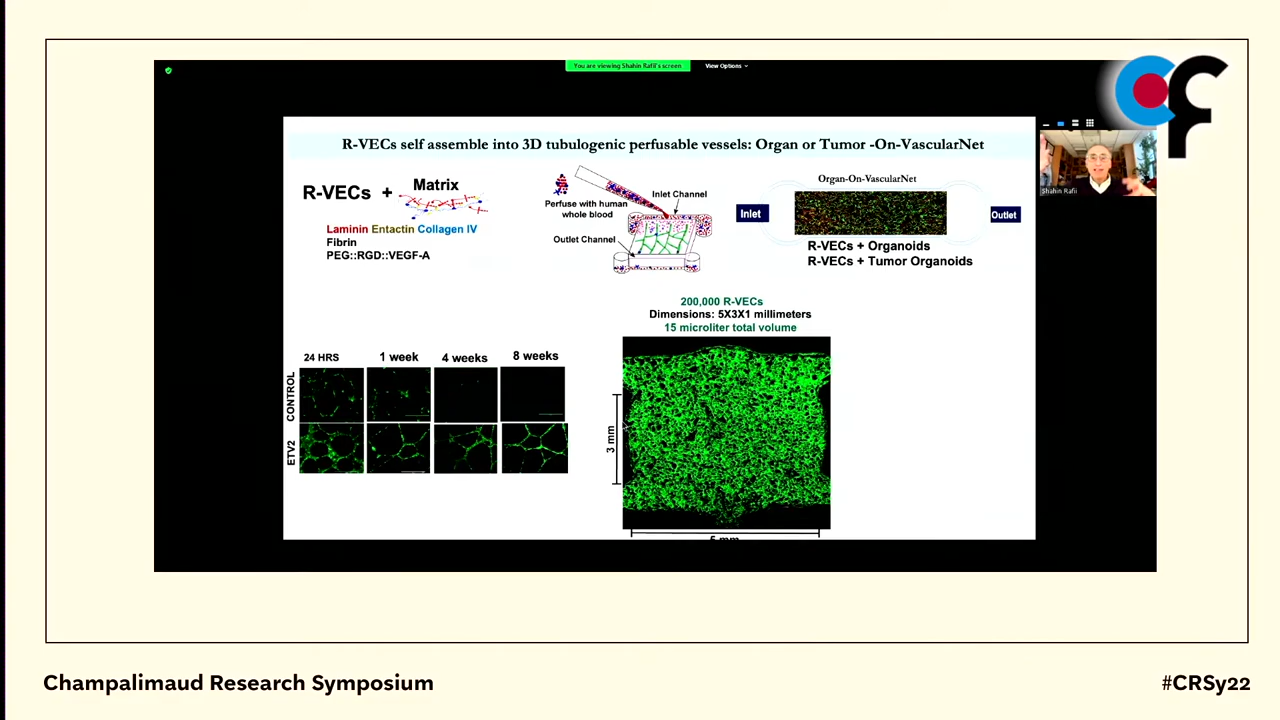 You are viewing Shahin Rafii's screen
View Options
CF
R-VECs self assemble into 3D tubulogenic perfusable vessels: Organ or Tumor -On-VascularNet
Shahin Rafii
R-VECs + Matrix
Laminin Entactin Collagen IV
Fibrin
PEG::RGD::VEGF-A
Perfuse with human
whole blood
Inlet Channel
Outlet Channel
Organ-On-VascularNet
Inlet
Outlet
R-VECs + Organoids
R-VECs + Tumor Organoids
200,000 R-VECs
Dimensions: 5X3X1 millimeters
15 microliter total volume
24 HRS
1 week
4 weeks
8 weeks
CONTROL
ETV2
3 mm
Champalimaud Research Symposium
#CRSy22